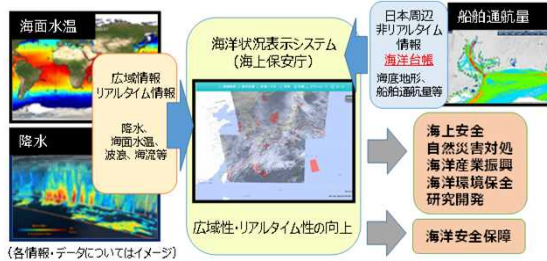 海面水温
降水
(各情報・データについてはイメージ)
広域情報
リアルタイム情報
降水、
海面水温、
波浪、海流等
海洋状況表示システム
(海上保安庁)
広域性・リアルタイム性の向上
日本周辺
非リアルタイム
情報
海洋台帳
海底地形、
船舶通航量等
船舶通航量
海上安全
自然災害対処
海洋産業振興
海洋環境保全
研究開発
海洋安全保障